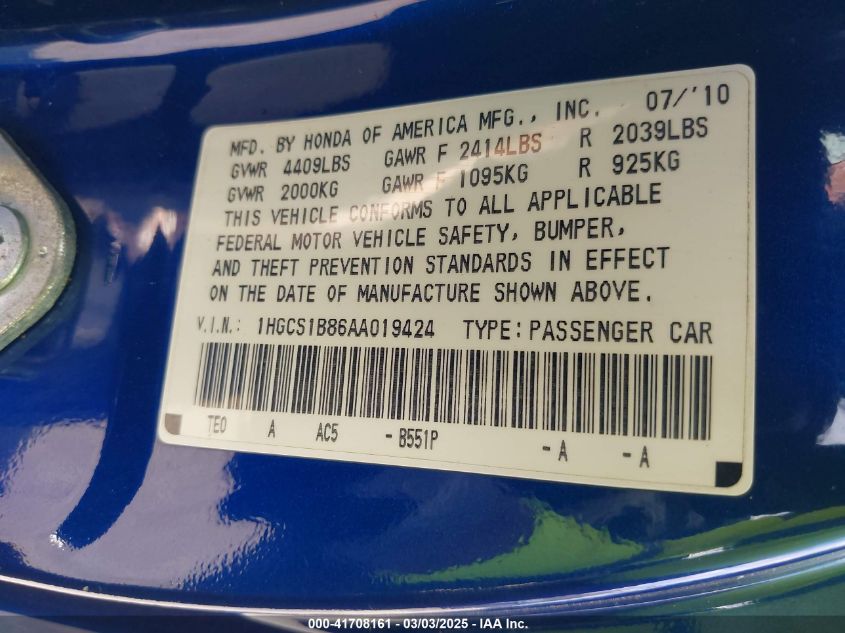 MFD. BY HONDA OF AMERICA MFG., INC. 07/'10
GVWR 4409LBS GAWR F 2414LBS R 2039LBS
GVWR 2000KG GAWR F 1095KG R 925KG
THIS VEHICLE CONFORMS TO ALL APPLICABLE
FEDERAL MOTOR VEHICLE SAFETY, BUMPER,
AND THEFT PREVENTION STANDARDS IN EFFECT
ON THE DATE OF MANUFACTURE SHOWN ABOVE.
V.I.N.: 1HGCS1B86AA019424 TYPE:PASSENGER CAR
TE0 A AC5 -B551P -A -A
000-41708161 — 03/03/2025 — IAA Inc.